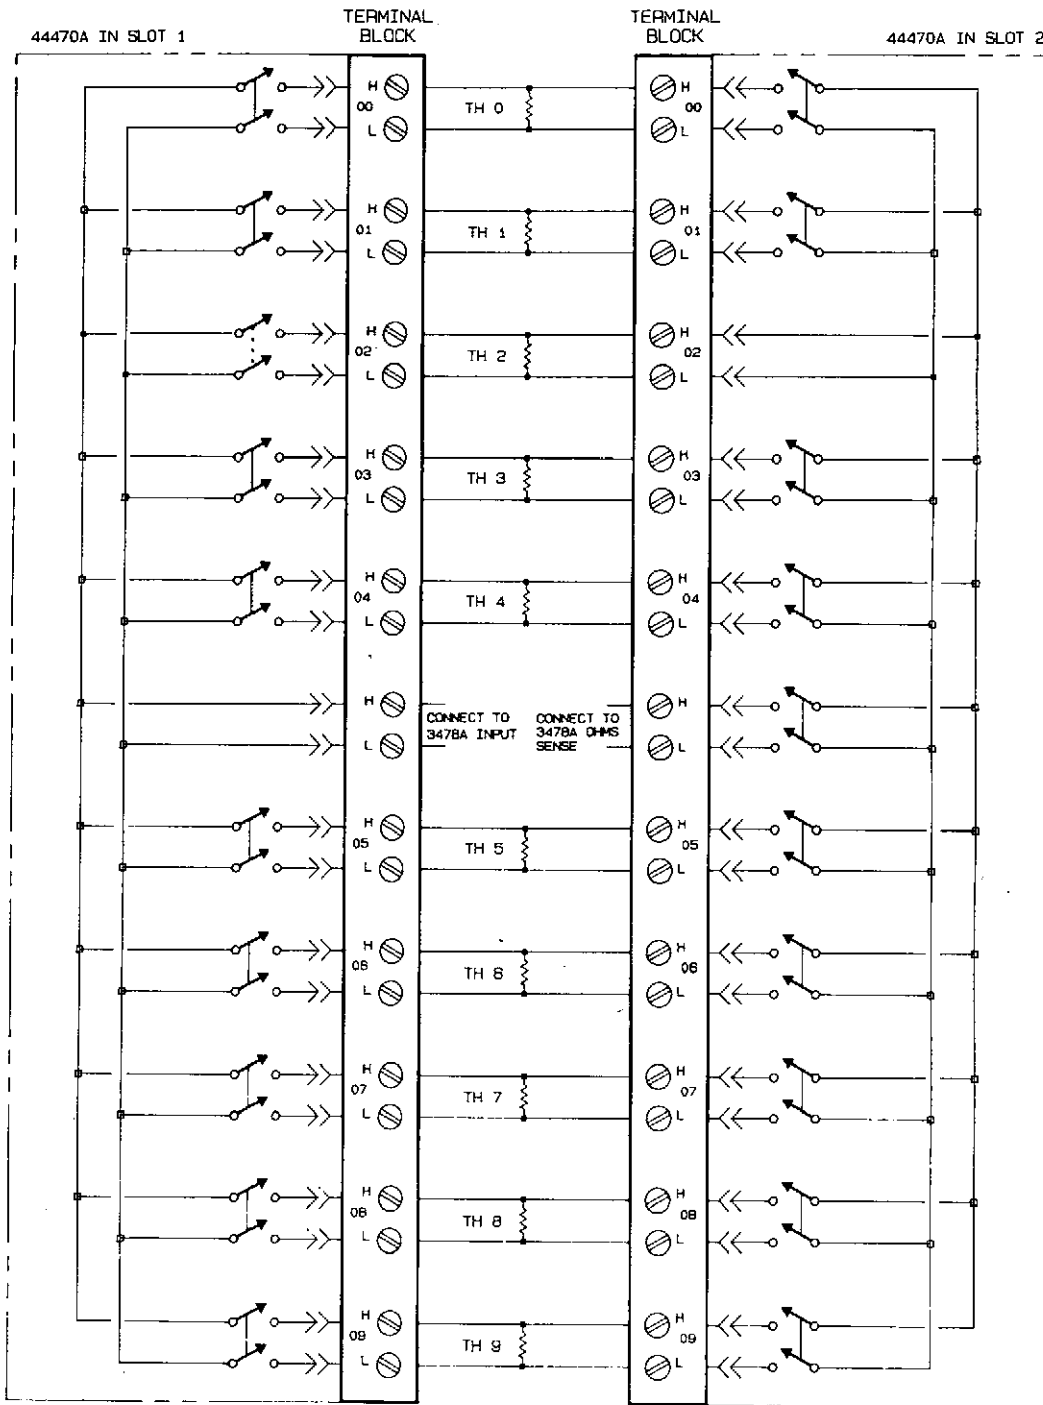 TERMINAL BLOCK
TERMINAL BLOCK
44470A IN SLOT 1
44470A IN SLOT 2
H
00
L
TH 0
H
00
L
H
01
L
TH 1
H
01
L
H
02
L
TH 2
H
02
L
H
03
L
TH 3
H
03
L
H
04
L
TH 4
H
04
L
H
L
CONNECT TO
3478A INPUT
CONNECT TO
3478A OHMS
SENSE
H
L
H
05
L
TH 5
H
05
L
H
06
L
TH 6
H
06
L
H
07
L
TH 7
H
07
L
H
08
L
TH 8
H
08
L
H
09
L
TH 9
H
09
L